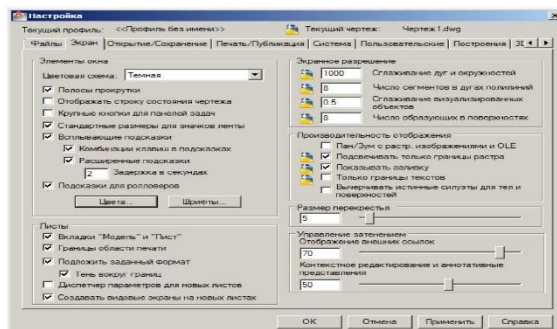 Настройка
Текущий профиль: <<Профиль без имени>> Текущий чертеж: Чертеж1.dwg
Файлы Экран Открытие/Сохранение Печать/Публикация Система Пользовательские Построения
Элементы окна
Цветовая схема: Темная
Полосы прокрутки
Отображать строку состояния чертежа
Крупные кнопки для панелей задач
Стандартные размеры для значков ленты
Всплывающие подсказки
Комбинации клавиш в подсказках
Расширенные подсказки
2 Задержка в секундах
Подсказки для ролловеров
Цвета... Шрифты...
Листы
Вкладки "Модель" и "Лист"
Границы области печати
Подложить заданный формат
Тень вокруг границ
Диспетчер параметров для новых листов
Создавать видовые экраны на новых листах
Экранное разрешение
1000 Сглаживание дуг и окружностей
8 Число сегментов в дугах полилиний
0.5 Сглаживание визуализированных
объектов
8 Число образующих в поверхностях
Производительность отображения
Пан/Зум с растр. изображениями и OLE
Подсвечивать только границы растра
Показывать заливку
Только границы текстов
Вычерчивать истинные силуэты для тел и
поверхностей
Размер перекрестья
5
Управление затенением
Отображение внешних ссылок
70
Контекстное редактирование и аннотативные
представления
50
OK Отмена Применить Справка